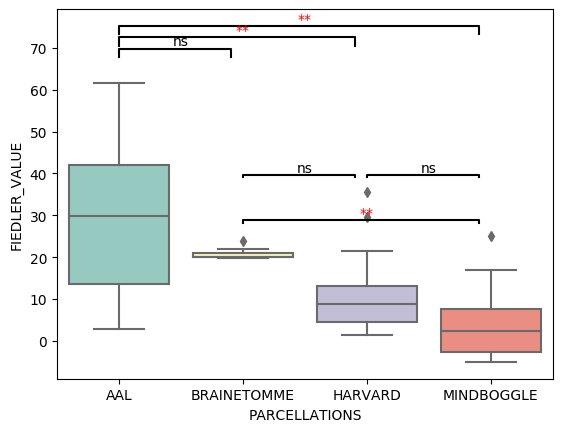 **
**
ns
70
60
50
40
30
20
10
0
ns
ns
**
FIEDLER_VALUE
AAL
BRAINETOMME
HARVARD
MINDBOGGLE
PARCELLATIONS